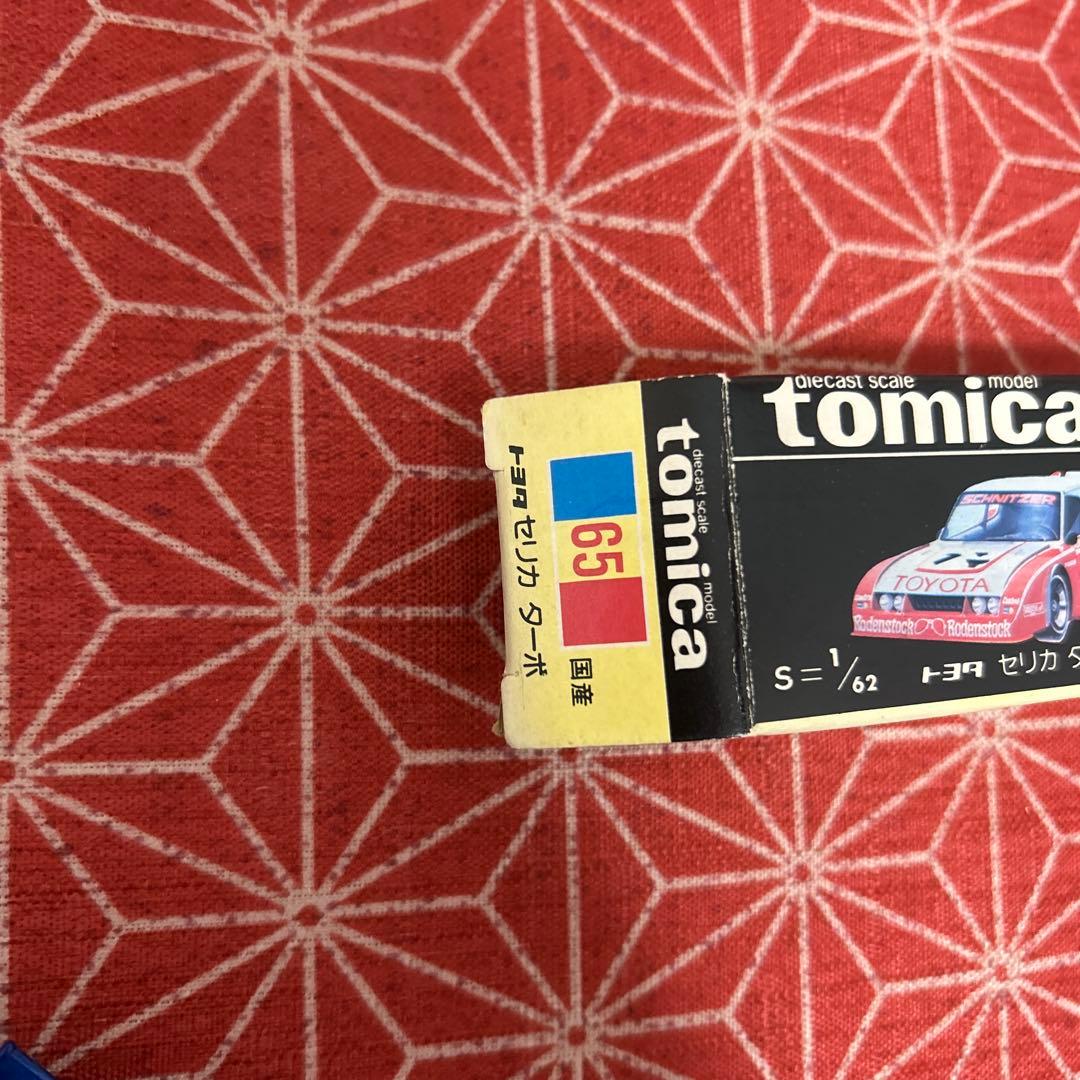 diecast scale model
tomica
65
国産
トヨタ セリカ ターボ
diecast scale model
tomica
SCHNITZER
TOYOTA
Rodenstock Rodenstock
S=1/62
トヨタ セリカ タ